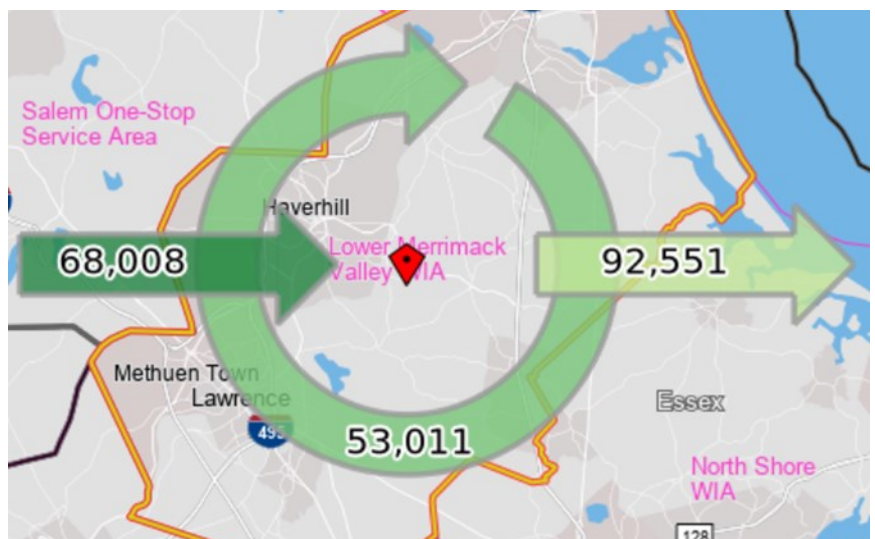 Salem One-Stop
Service Area
Haverhill
Lower Merrimack
Valley WIA
68,008
92,551
Methuen Town
Lawrence
495
53,011
Essex
North Shore
WIA
128